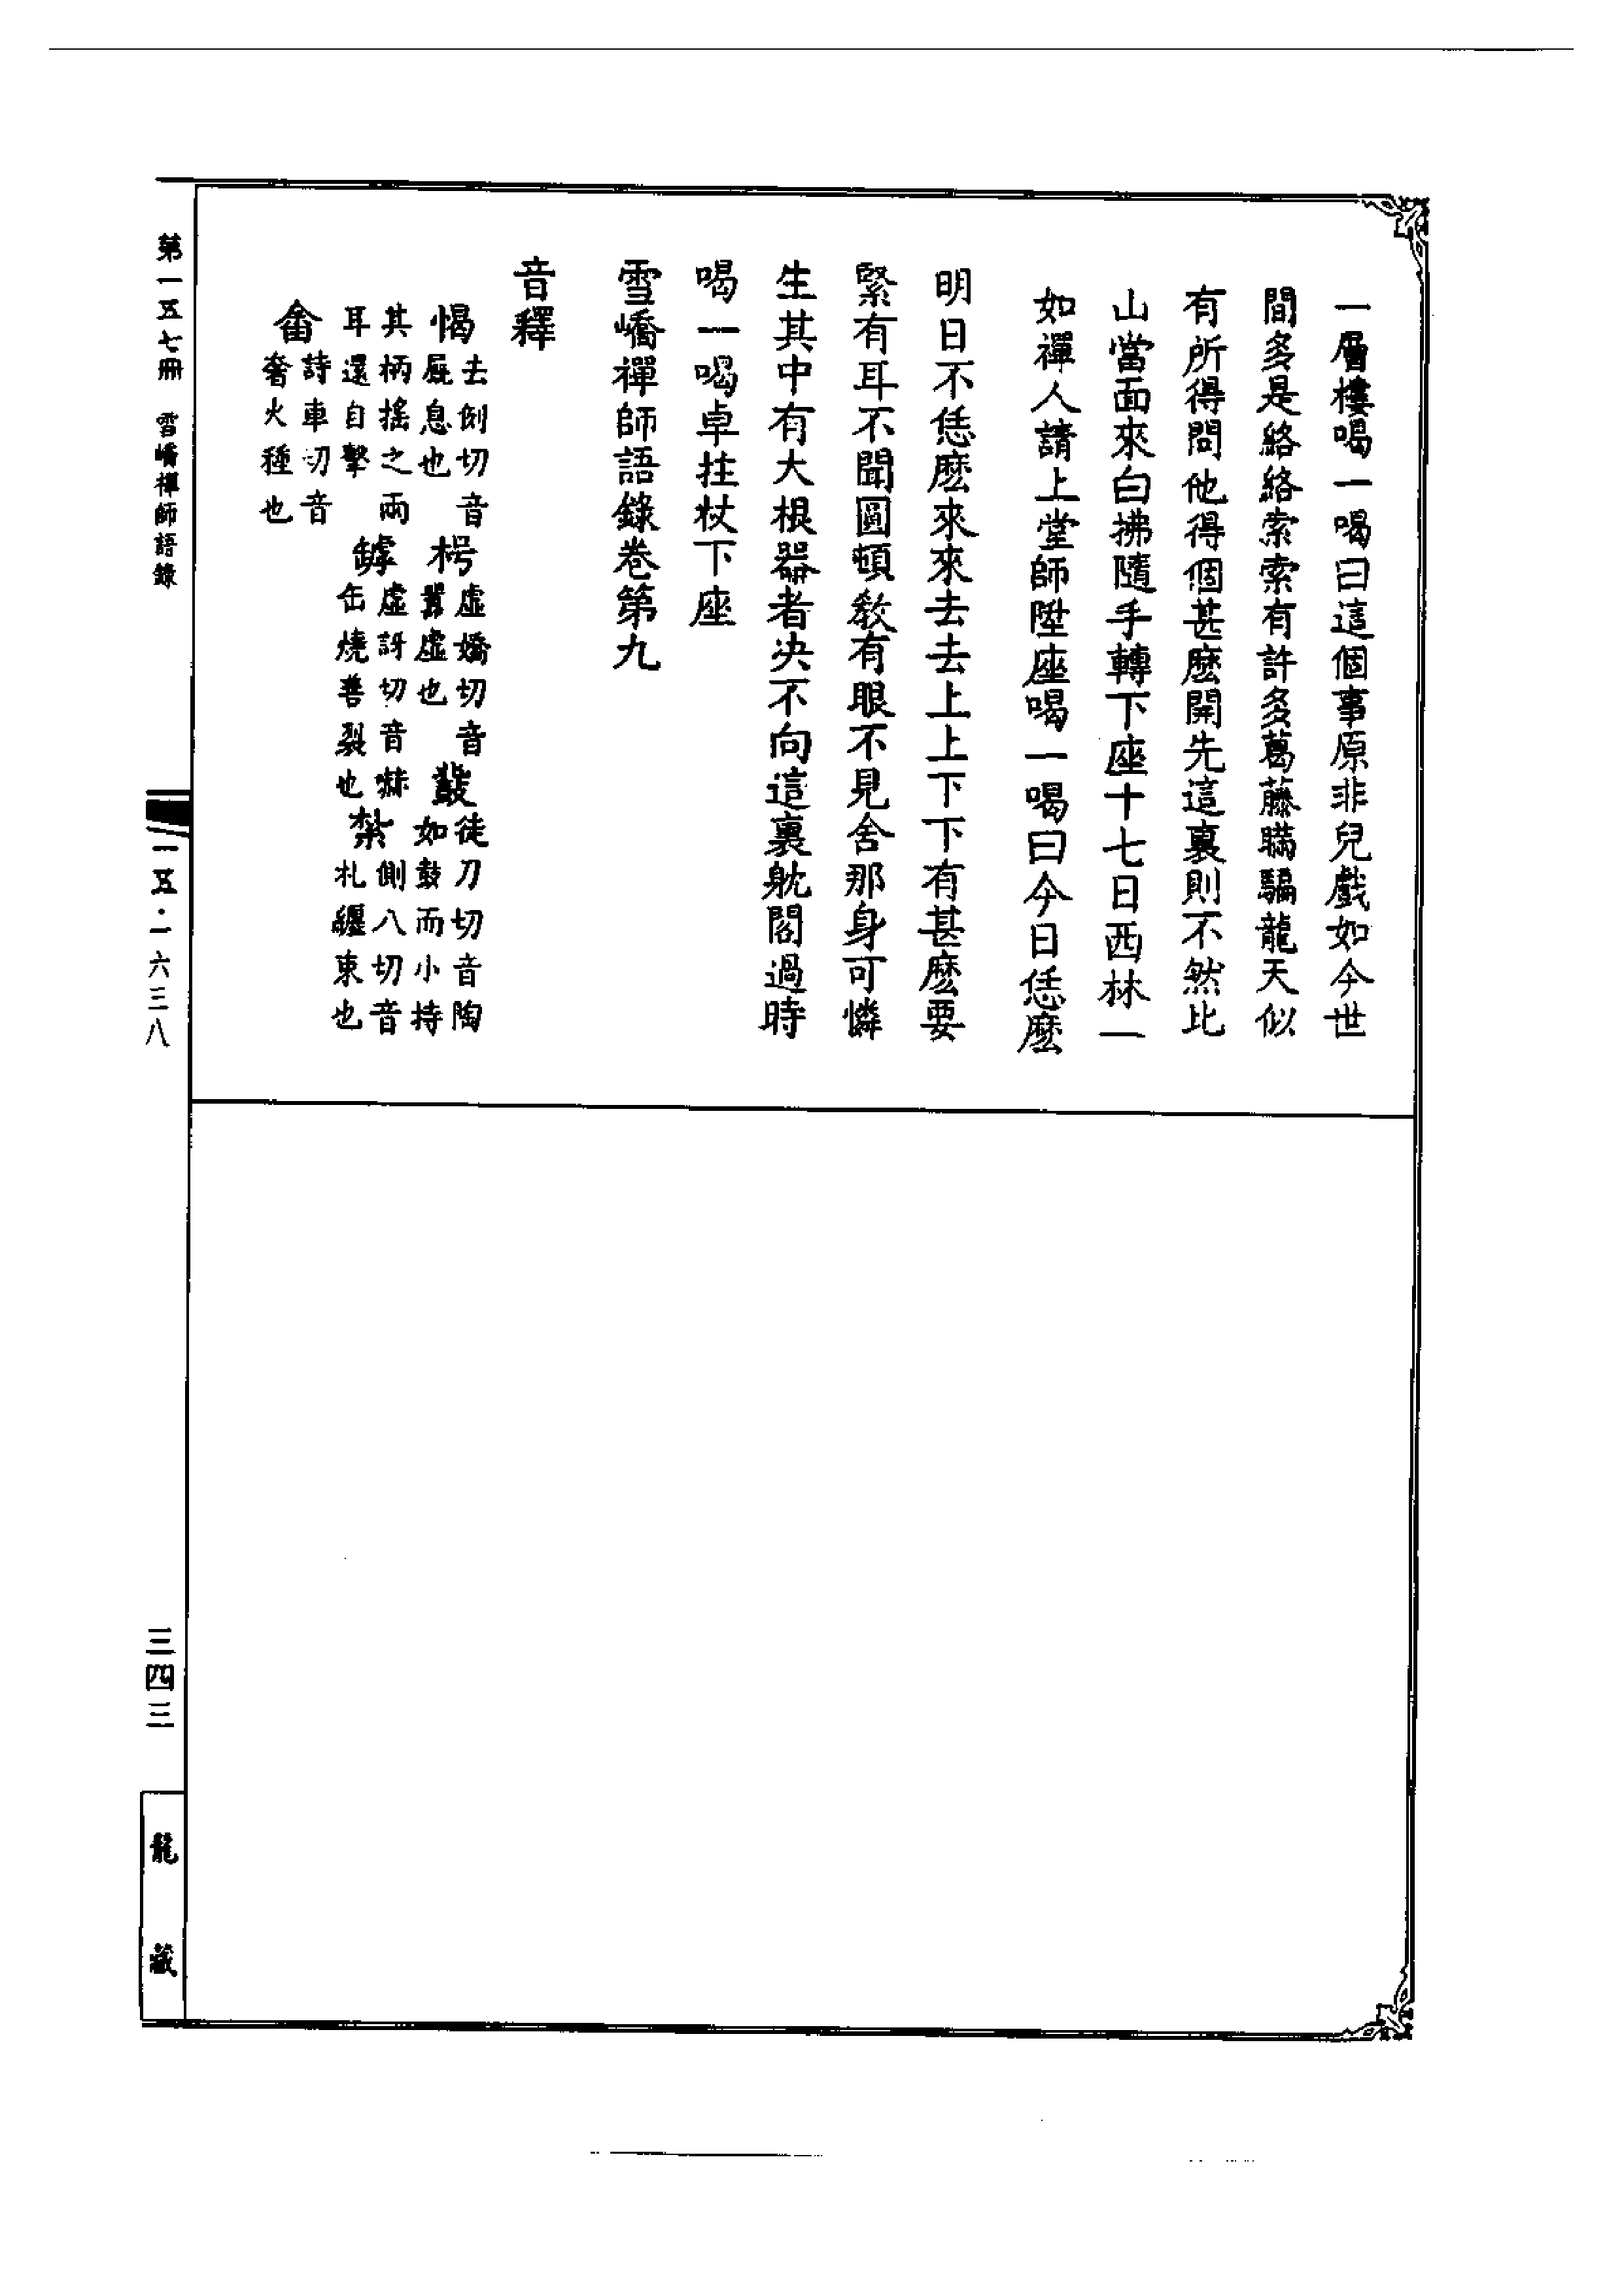 一層樓喝一喝曰這個事原非兒戲如今世
間多是絡絡索索有許多葛藤瞞騙龍天似
有所得問他得個甚麽開先這裏則不然比
山當面來白拂隨手轉下座十七日西林一
如禪人請上堂師陞座喝一喝曰今日恁麽
明日不恁麽來來去去上上下下有甚麽要
緊有耳不聞圓頓教有眼不見舍那身可憐
生其中有大根器者決不向這裏躭閣過時
喝一喝卓拄杖下座
雪嶠禪師語錄卷第九
音釋
愒去例切音屜息也枵虛嬌切音囂虛也鼗徒刀切音陶如鼓而小持
其柄搖之兩耳還自擊罅虛訝切音嚇缶燒善裂也紮側八切音札纏束也
畬詩車切音奢火種也
第一五七冊 雪嶠禪師語錄
一五五·一六三八
三四三
龍藏